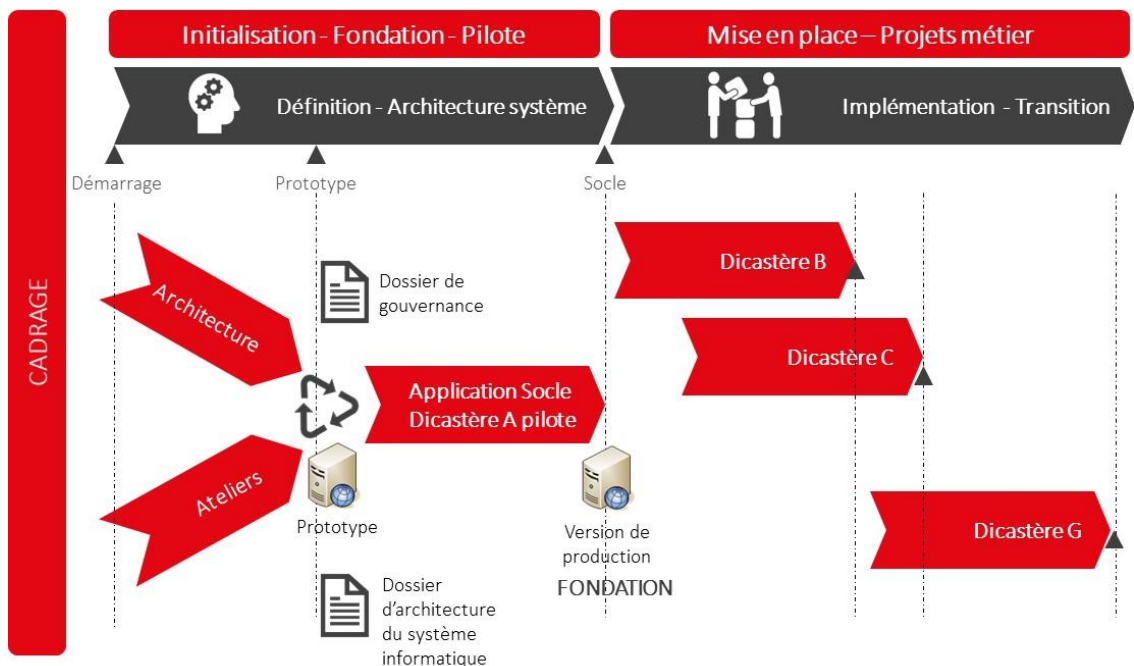 Initialisation - Fondation - Pilote
Mise en place – Projets métier
Définition - Architecture système
Implémentation - Transition
Démarrage
Prototype
Socle
CADRAGE
Architecture
Dossier de
gouvernance
Dicastère B
Dicastère C
Application Socle
Dicastère A pilote
Ateliers
Prototype
Version de
production
FONDATION
Dicastère G
Dossier
d’architecture
du système
informatique